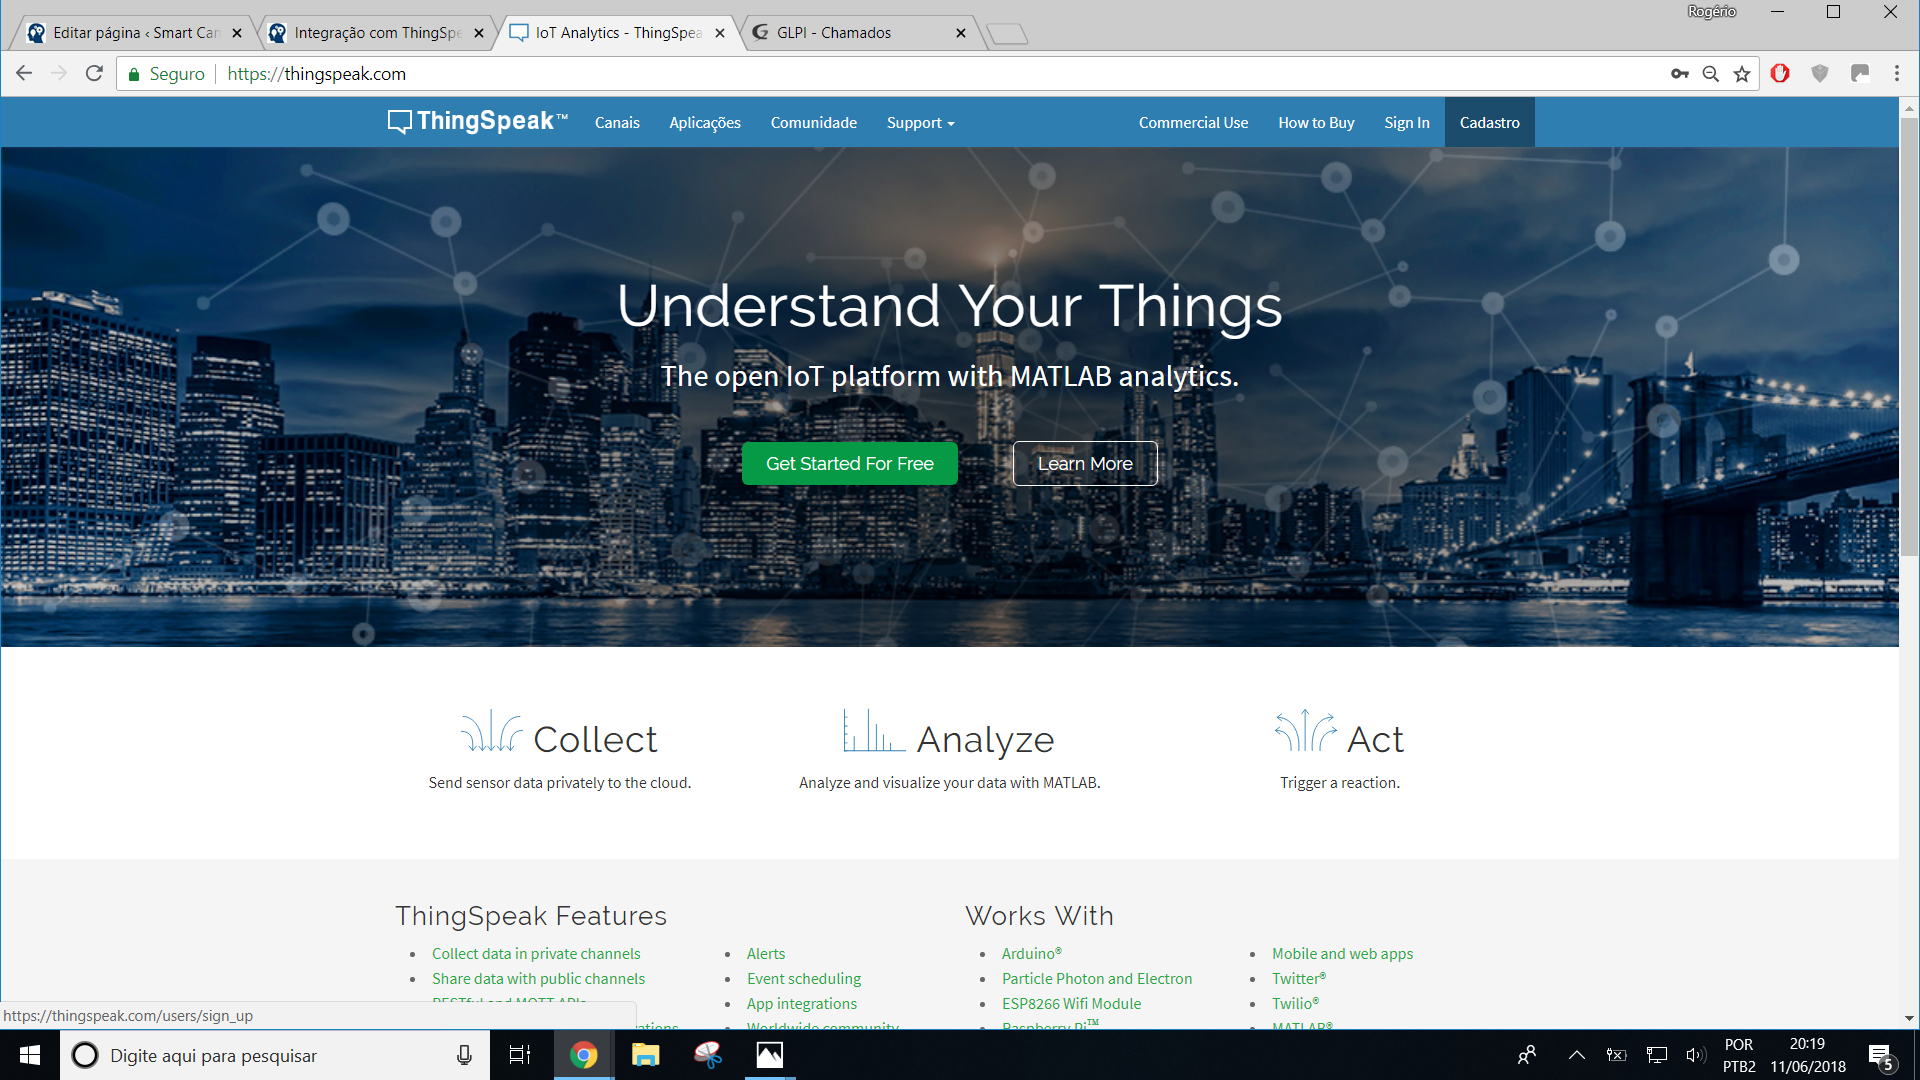 Rogério
Editar página ‹ Smart Cam
Integração com ThingSpe
IoT Analytics - ThingSpea
GLPI - Chamados
Seguro
https://thingspeak.com
ThingSpeak™
Canais
Aplicações
Comunidade
Support
Commercial Use
How to Buy
Sign In
Cadastro
Understand Your Things
The open IoT platform with MATLAB analytics.
Get Started For Free
Learn More
Collect
Send sensor data privately to the cloud.
Analyze
Analyze and visualize your data with MATLAB.
Act
Trigger a reaction.
ThingSpeak Features
Collect data in private channels
Share data with public channels
RESTful and MQTT APIs
Alerts
Event scheduling
App integrations
Worldwide community
Works With
Arduino®
Particle Photon and Electron
ESP8266 Wifi Module
Raspberry Pi™
Mobile and web apps
Twitter®
Twilio®
MATLAB®
https://thingspeak.com/users/sign_up
Digite aqui para pesquisar
POR
PTB2
20:19
11/06/2018
5